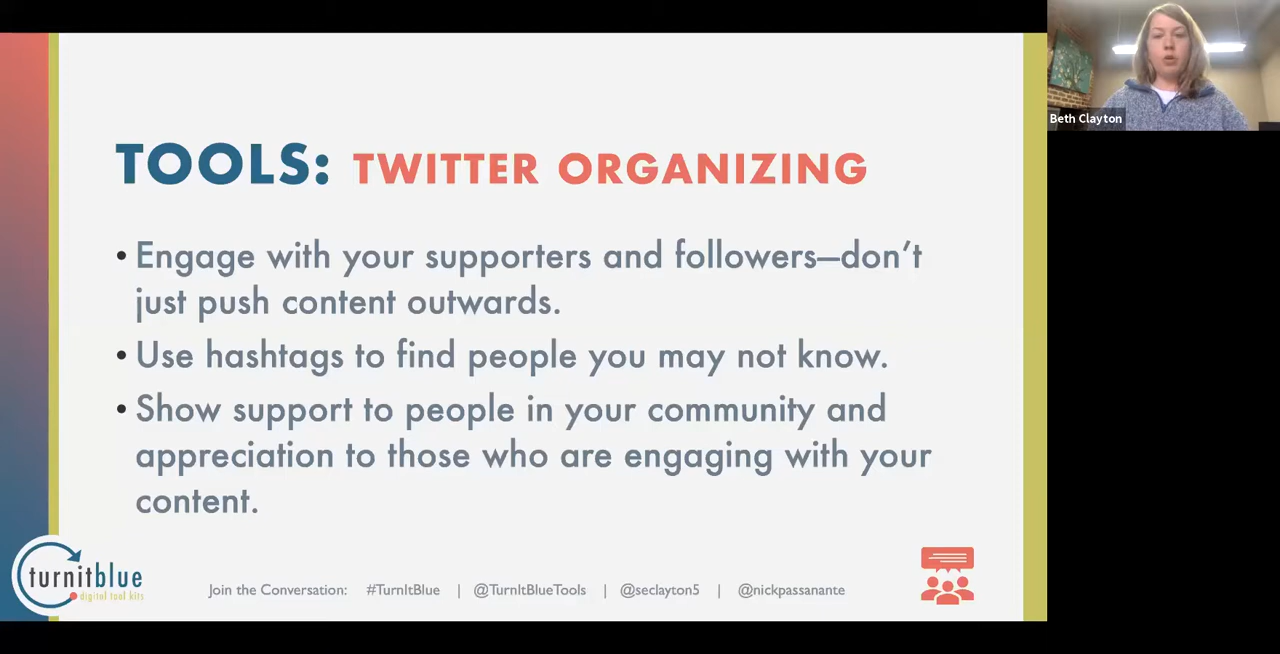 TOOLS: TWITTER ORGANIZING
• Engage with your supporters and followers—don’t
just push content outwards.
• Use hashtags to find people you may not know.
• Show support to people in your community and
appreciation to those who are engaging with your
content.
turnitblue
digital tool kits
Join the Conversation: #TurnItBlue | @TurnItBlueTools | @seclayton5 | @nickpassanante
Beth Clayton